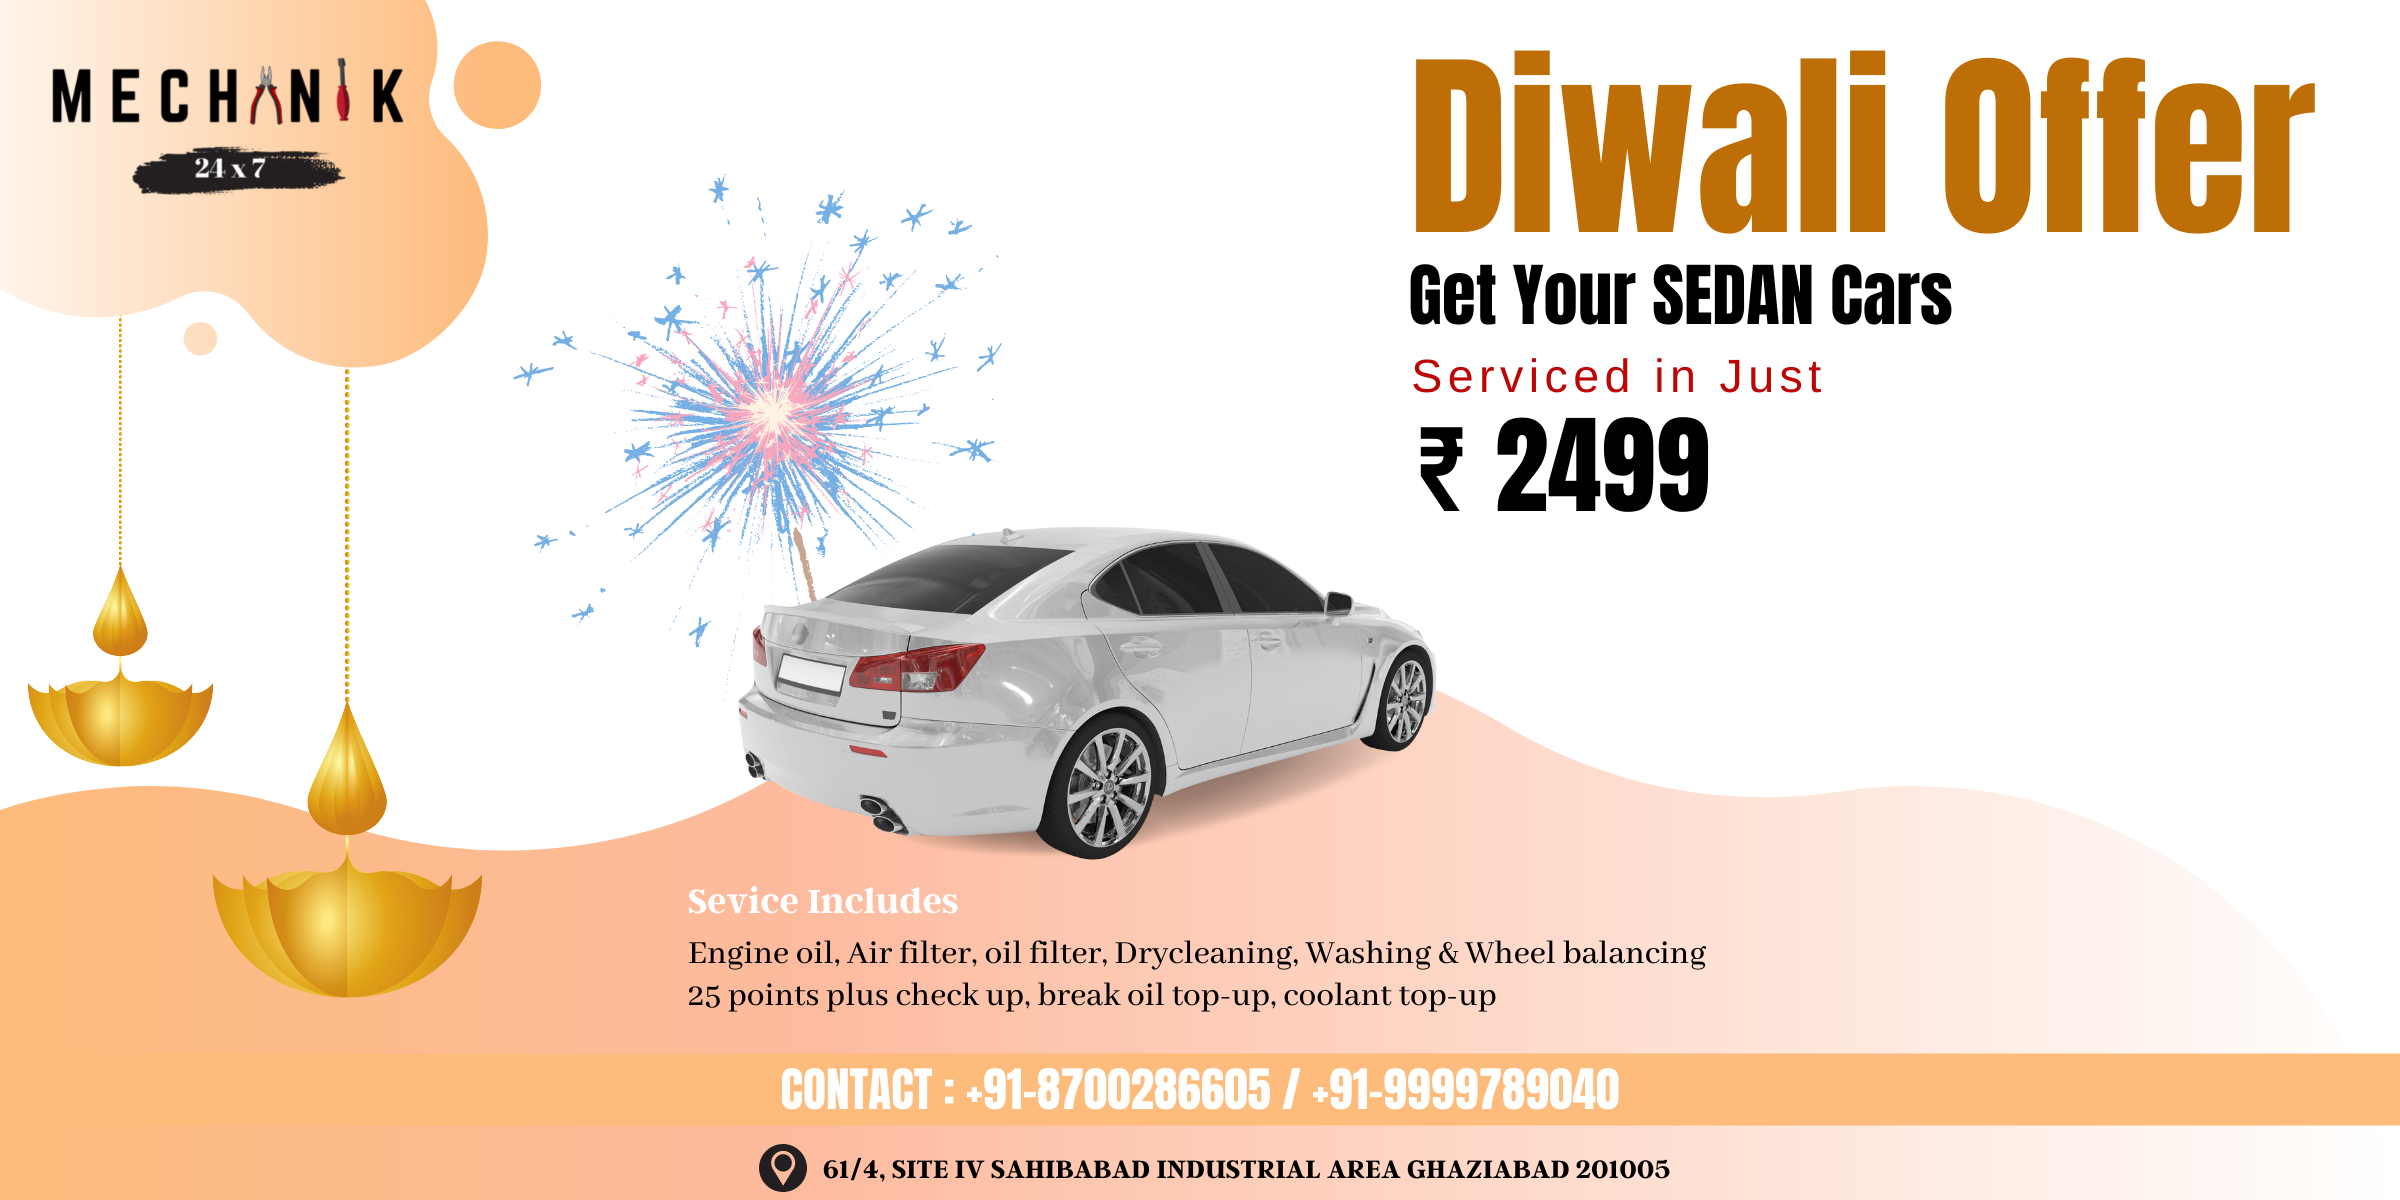 MECHANIK
24 x 7
Diwali Offer
Get Your SEDAN Cars
Serviced in Just
₹ 2499
Sevice Includes
Engine oil, Air filter, oil filter, Drycleaning, Washing & Wheel balancing
25 points plus check up, break oil top-up, coolant top-up
CONTACT : +91-8700286605 / +91-9999789040
61/4, SITE IV SAHIBABAD INDUSTRIAL AREA GHAZIABAD 201005